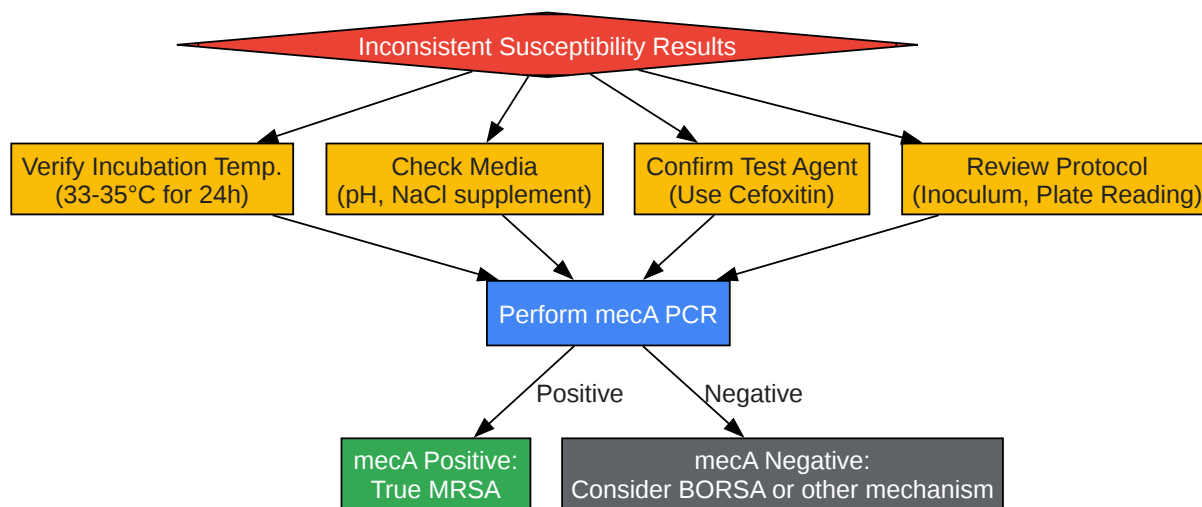 Inconsistent Susceptibility Results
Verify Incubation Temp.
(33-35°C for 24h)
Check Media
(pH, NaCl supplement)
Confirm Test Agent
(Use Cefoxitin)
Review Protocol
(Inoculum, Plate Reading)
Perform mecA PCR
Positive
Negative
mecA Positive:
True MRSA
mecA Negative:
Consider BORSA or other mechanism